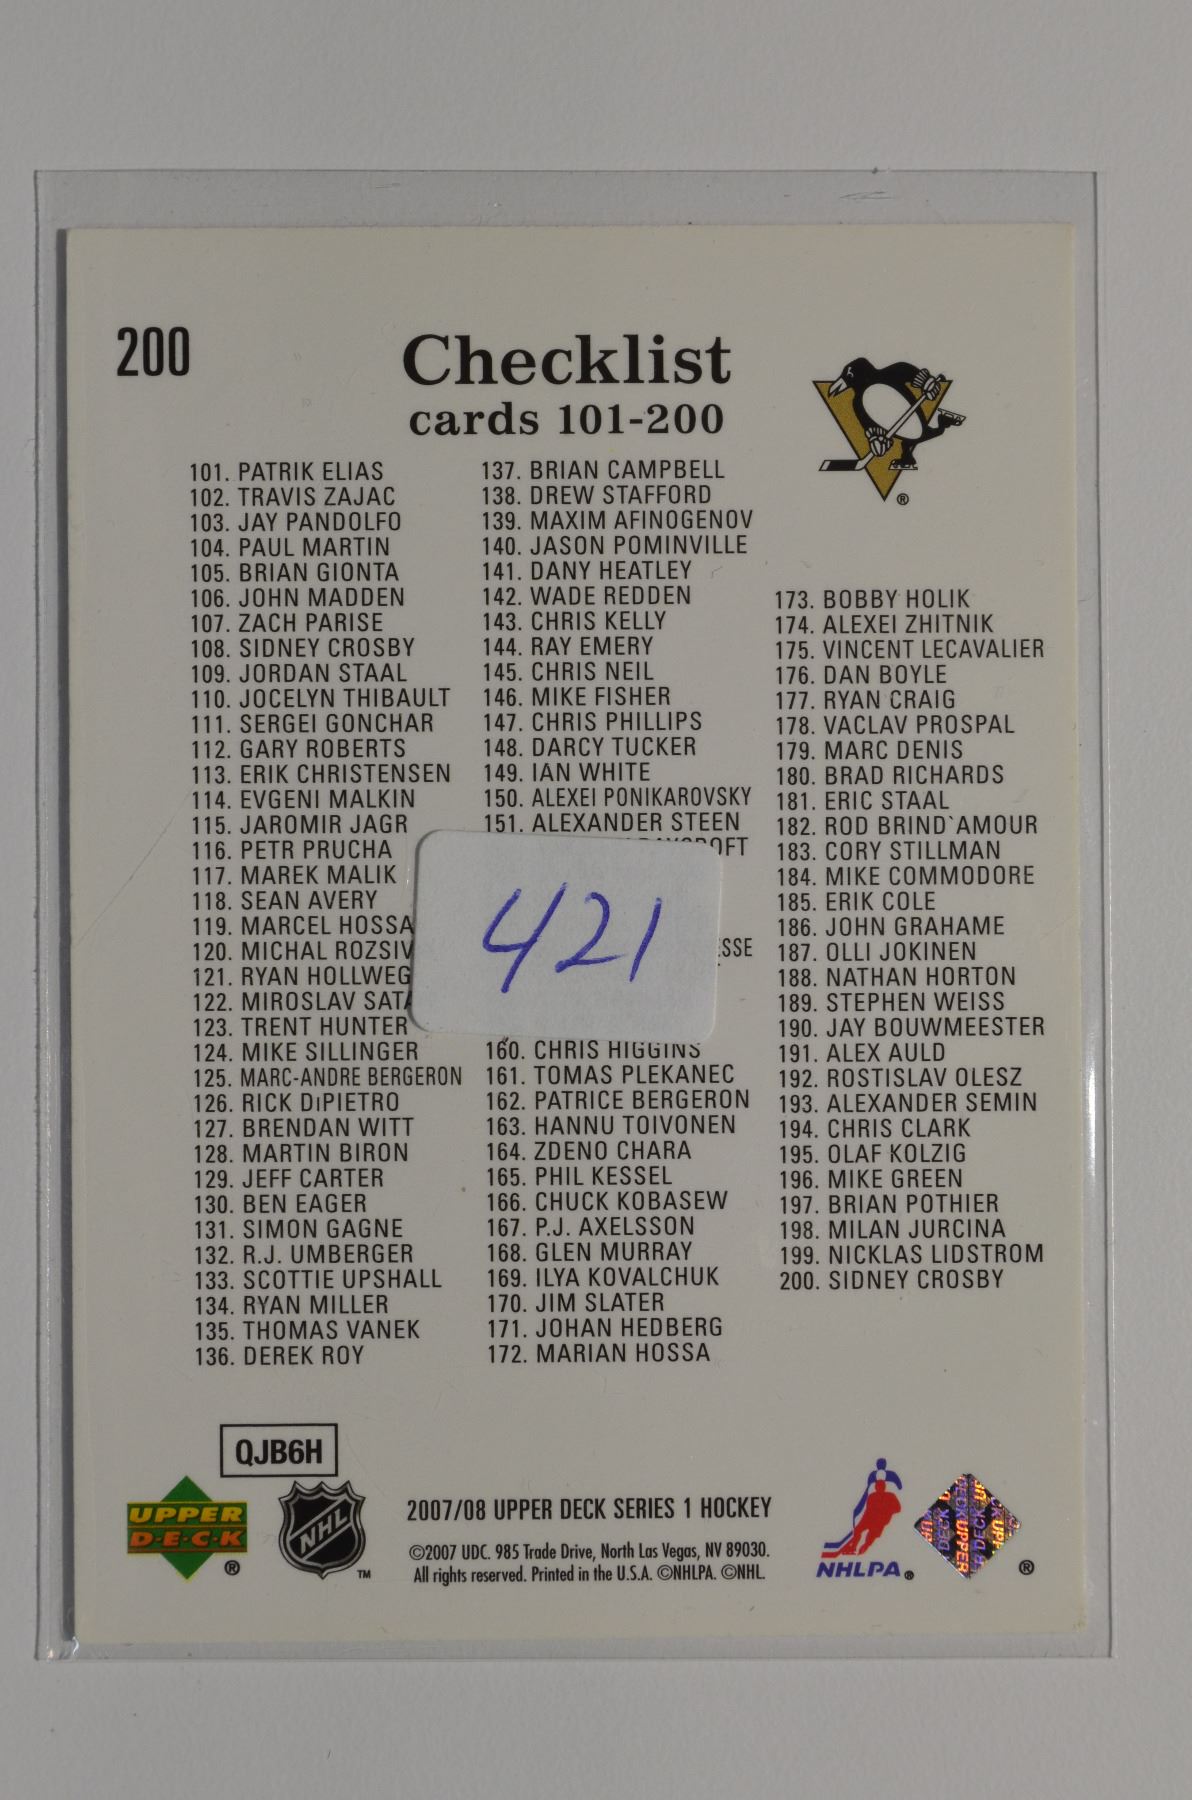 200
Checklist
cards 101-200
101. PATRIK ELIAS
102. TRAVIS ZAJAC
103. JAY PANDOLFO
104. PAUL MARTIN
105. BRIAN GIONTA
106. JOHN MADDEN
107. ZACH PARISE
108. SIDNEY CROSBY
109. JORDAN STAAL
110. JOCELYN THIBAULT
111. SERGEI GONCHAR
112. GARY ROBERTS
113. ERIK CHRISTENSEN
114. EVGENI MALKIN
115. JAROMIR JAGR
116. PETR PRUCHA
117. MAREK MALIK
118. SEAN AVERY
119. MARCEL HOSSA
120. MICHAL ROZSIV
121. RYAN HOLLWEG
122. MIROSLAV SATA
123. TRENT HUNTER
124. MIKE SILLINGER
125. MARC-ANDRE BERGERON
126. RICK DiPIETRO
127. BRENDAN WITT
128. MARTIN BIRON
129. JEFF CARTER
130. BEN EAGER
131. SIMON GAGNE
132. R.J. UMBERGER
133. SCOTTIE UPSHALL
134. RYAN MILLER
135. THOMAS VANEK
136. DEREK ROY
137. BRIAN CAMPBELL
138. DREW STAFFORD
139. MAXIM AFINOGENOV
140. JASON POMINVILLE
141. DANY HEATLEY
142. WADE REDDEN
143. CHRIS KELLY
144. RAY EMERY
145. CHRIS NEIL
146. MIKE FISHER
147. CHRIS PHILLIPS
148. DARCY TUCKER
149. IAN WHITE
150. ALEXEI PONIKAROVSKY
151. ALEXANDER STEEN
421
160. CHRIS HIGGINS
161. TOMAS PLEKANEC
162. PATRICE BERGERON
163. HANNU TOIVONEN
164. ZDENO CHARA
165. PHIL KESSEL
166. CHUCK KOBASEW
167. P.J. AXELSSON
168. GLEN MURRAY
169. ILYA KOVALCHUK
170. JIM SLATER
171. JOHAN HEDBERG
172. MARIAN HOSSA
173. BOBBY HOLIK
174. ALEXEI ZHITNIK
175. VINCENT LECAVALIER
176. DAN BOYLE
177. RYAN CRAIG
178. VACLAV PROSPAL
179. MARC DENIS
180. BRAD RICHARDS
181. ERIC STAAL
182. ROD BRIND`AMOUR
183. CORY STILLMAN
184. MIKE COMMODORE
185. ERIK COLE
186. JOHN GRAHAME
187. OLLI JOKINEN
188. NATHAN HORTON
189. STEPHEN WEISS
190. JAY BOUWMEESTER
191. ALEX AULD
192. ROSTISLAV OLESZ
193. ALEXANDER SEMIN
194. CHRIS CLARK
195. OLAF KOLZIG
196. MIKE GREEN
197. BRIAN POTHIER
198. MILAN JURCINA
199. NICKLAS LIDSTROM
200. SIDNEY CROSBY
QJB6H
UPPER
D·E·C·K ®
NHL ™
2007/08 UPPER DECK SERIES 1 HOCKEY
©2007 UDC. 985 Trade Drive, North Las Vegas, NV 89030.
All rights reserved. Printed in the U.S.A. ©NHLPA. ©NHL.
NHLPA®
UPPER DECK ®